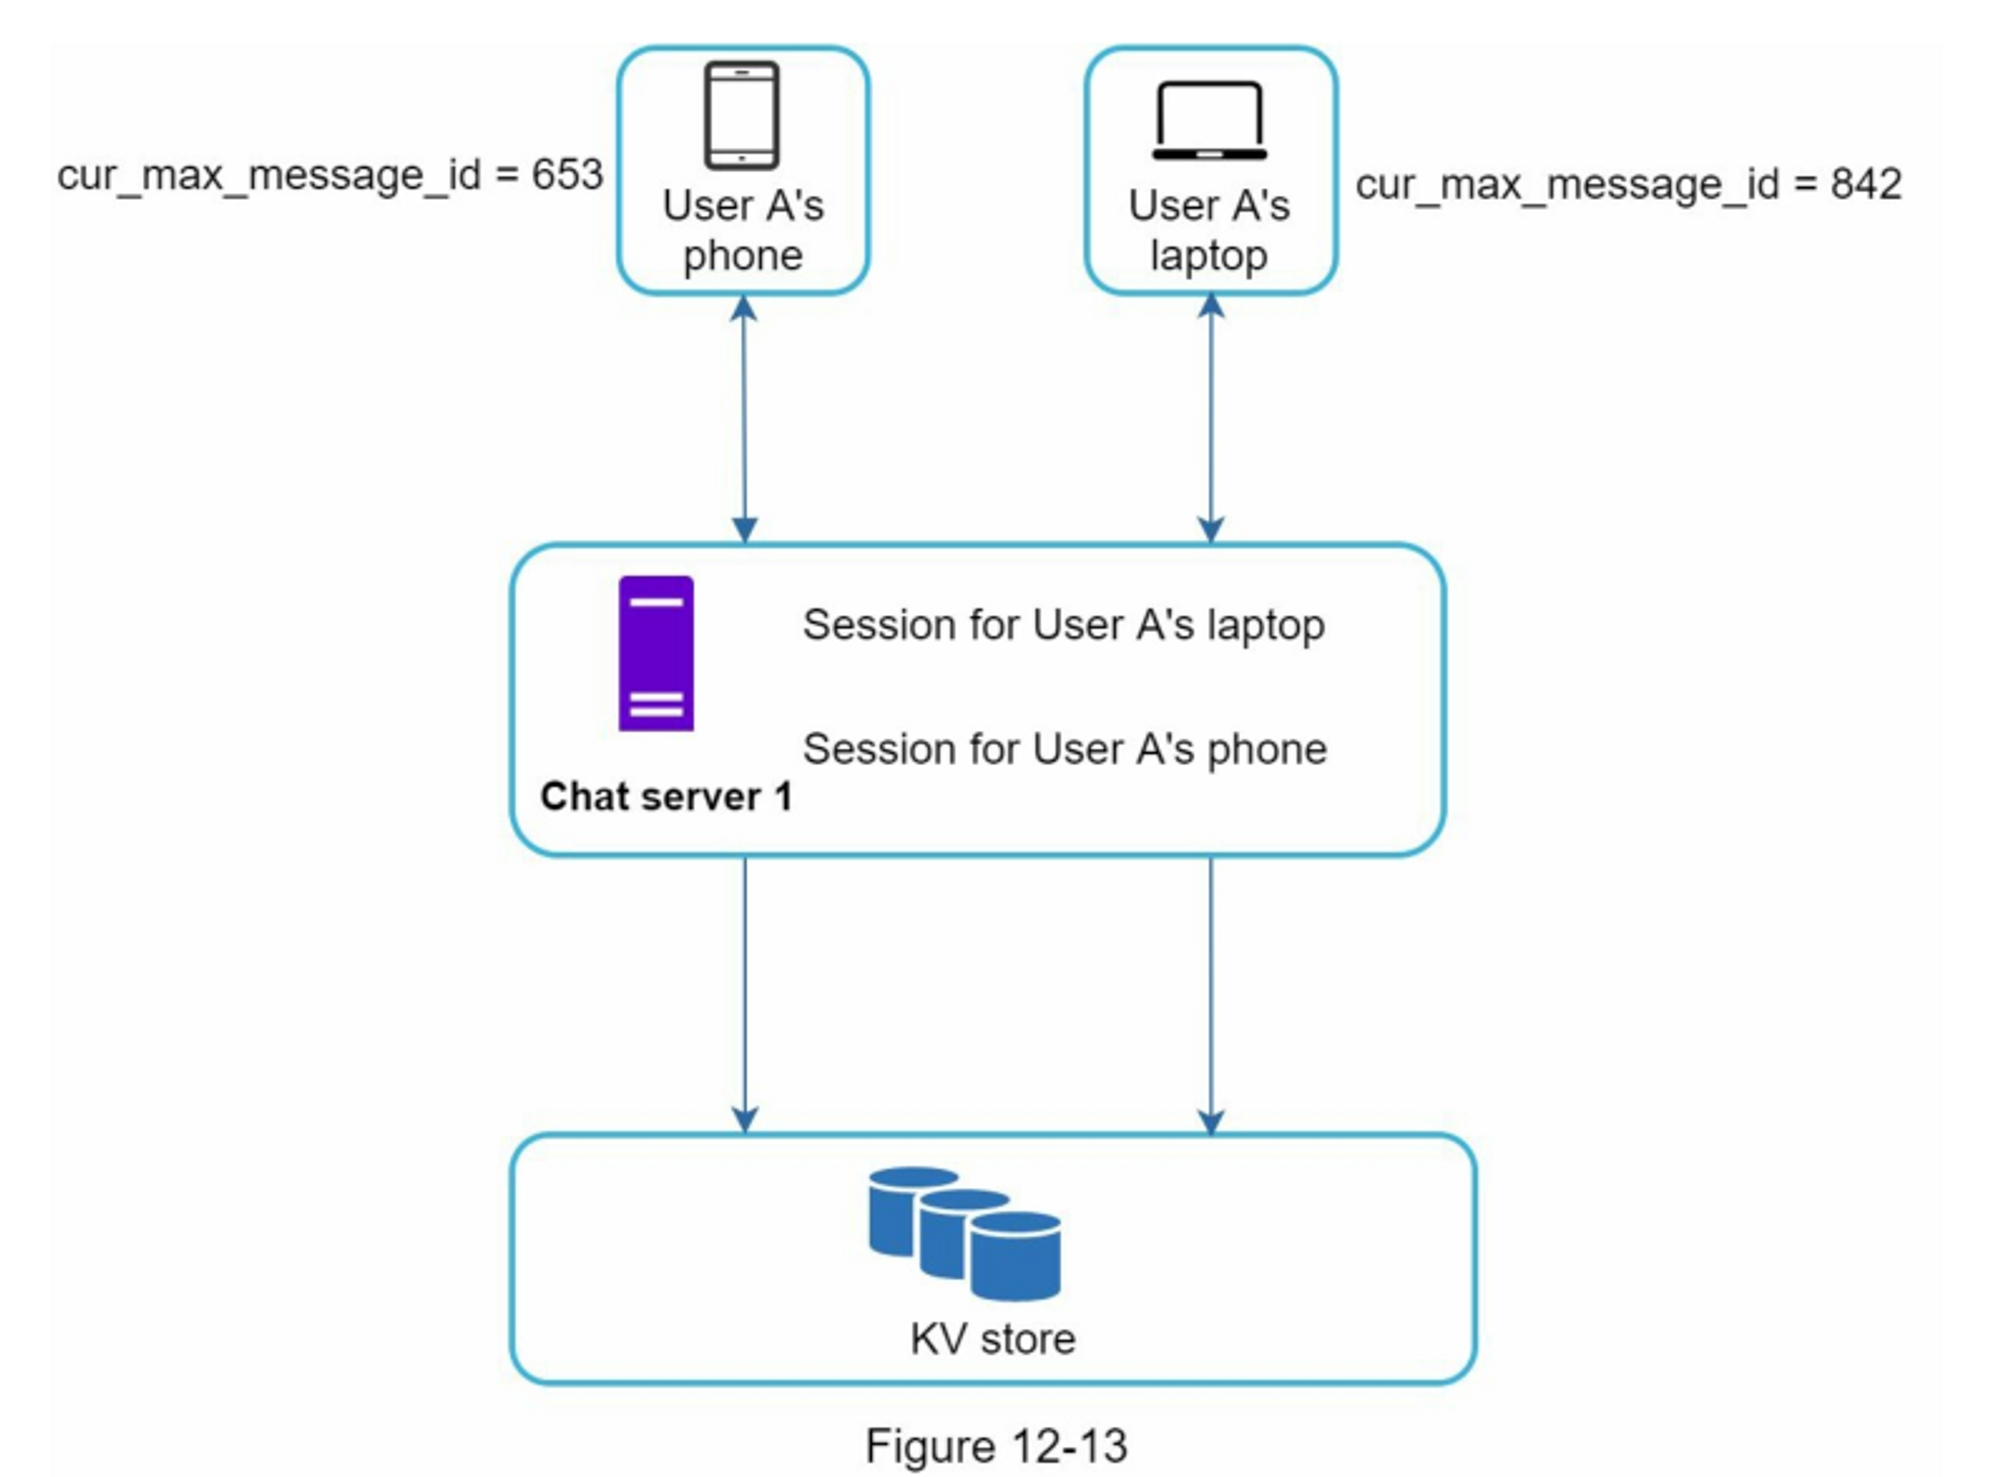 cur_max_message_id = 653
User A's
phone
User A's
laptop
cur_max_message_id = 842
Session for User A's laptop
Session for User A's phone
Chat server 1
KV store
Figure 12-13